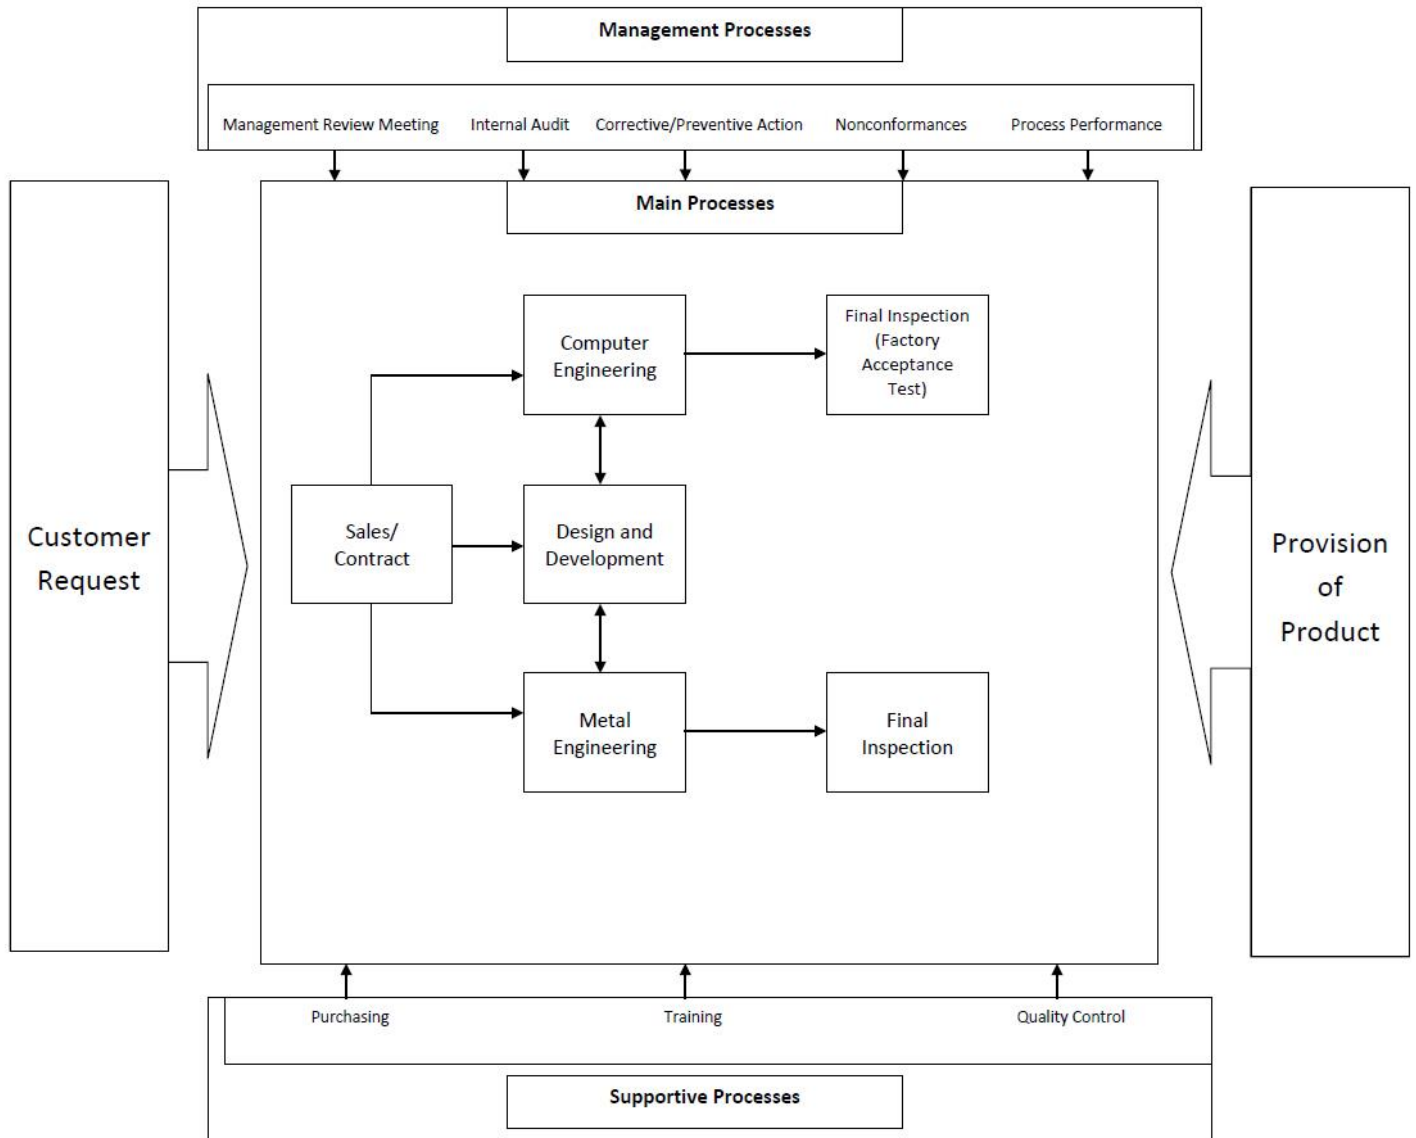 Management Processes
Management Review Meeting Internal Audit Corrective/Preventive Action Nonconformances Process Performance
Main Processes
Customer
Request
Sales/
Contract
Computer
Engineering
Design and
Development
Metal
Engineering
Final Inspection
(Factory
Acceptance
Test)
Final
Inspection
Provision
of
Product
Purchasing Training Quality Control
Supportive Processes